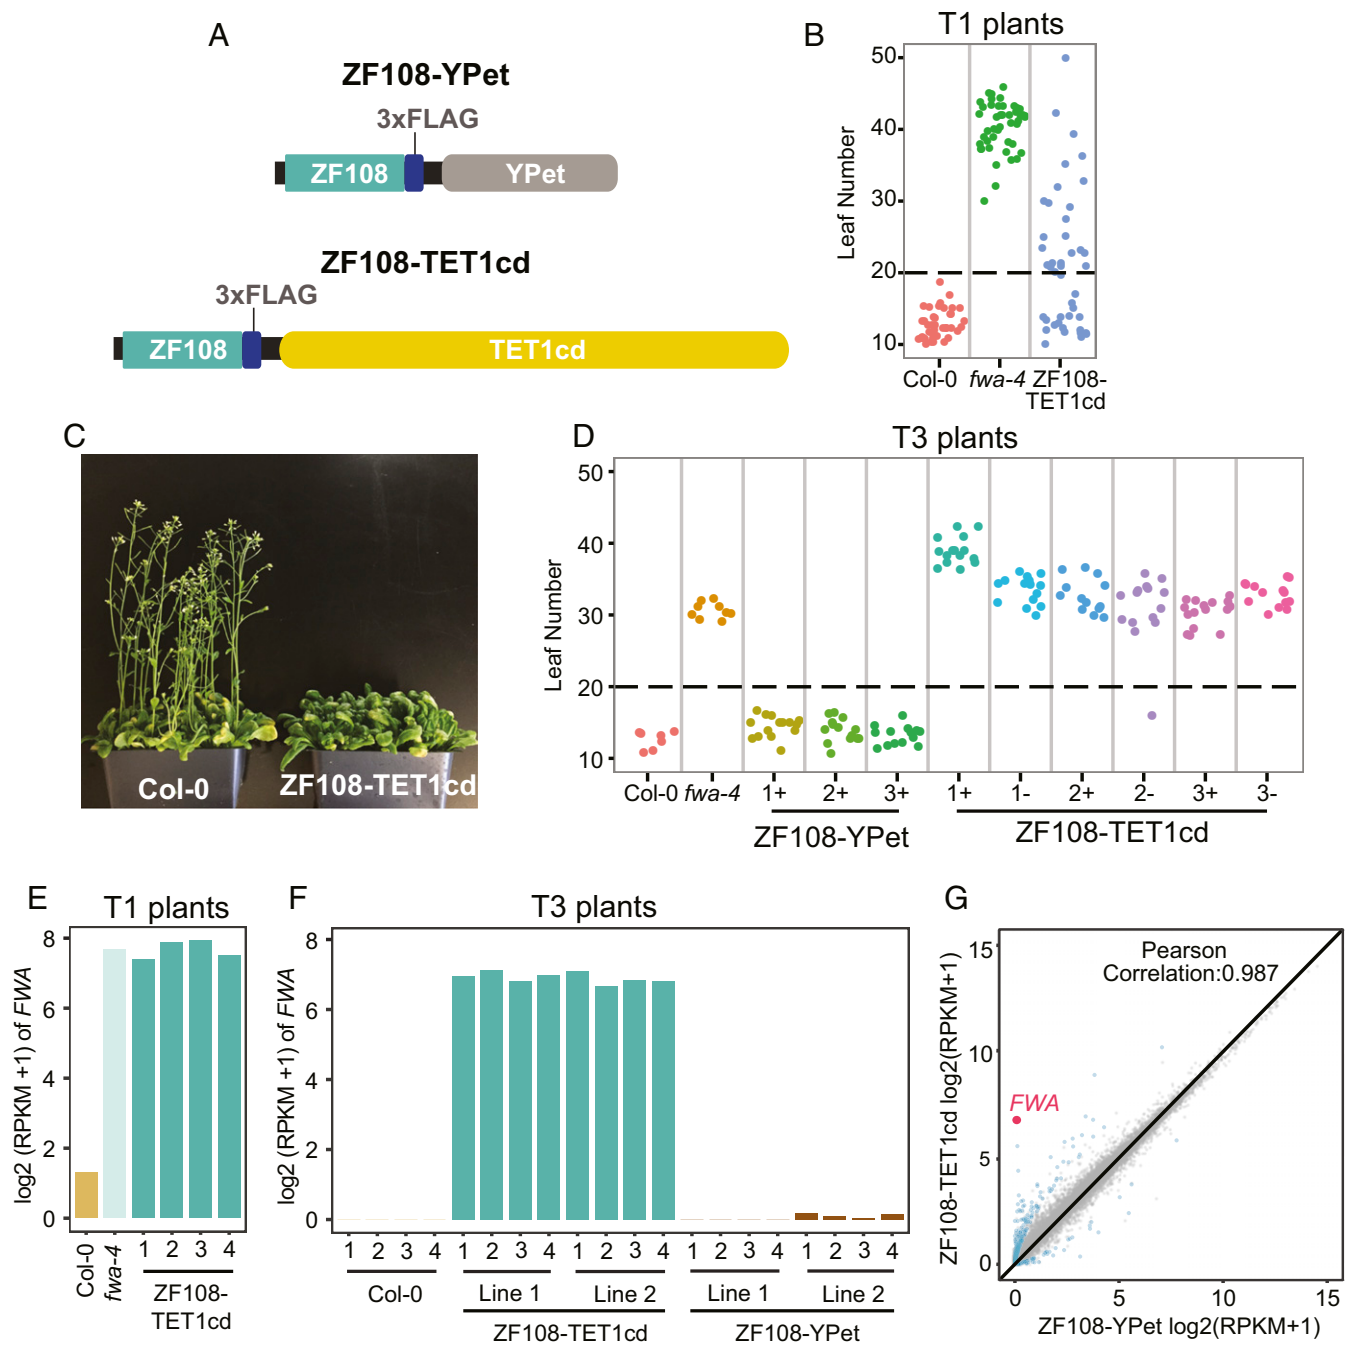 A
ZF108-YPet
3xFLAG
ZF108
YPet
ZF108-TET1cd
3xFLAG
ZF108
TET1cd
B
T1 plants
Leaf Number
50
40
30
20
10
Col-0
fwa-4
ZF108-
TET1cd
C
Col-0
ZF108-TET1cd
D
T3 plants
Leaf Number
50
40
30
20
10
Col-0 fwa-4 1+ 2+ 3+ 1+ 1- 2+ 2- 3+ 3-
ZF108-YPet
ZF108-TET1cd
E
T1 plants
log2 (RPKM +1) of FWA
8
6
4
2
0
Col-0
fwa-4
1 2 3 4
ZF108-
TET1cd
F
T3 plants
log2 (RPKM +1) of FWA
8
6
4
2
0
1 2 3 4 1 2 3 4 1 2 3 4 1 2 3 4 1 2 3 4
Col-0
Line 1
Line 2
Line 1
Line 2
ZF108-TET1cd
ZF108-YPet
G
Pearson
Correlation:0.987
FWA
ZF108-TET1cd log2(RPKM+1)
15
10
5
0
0 5 10 15
ZF108-YPet log2(RPKM+1)